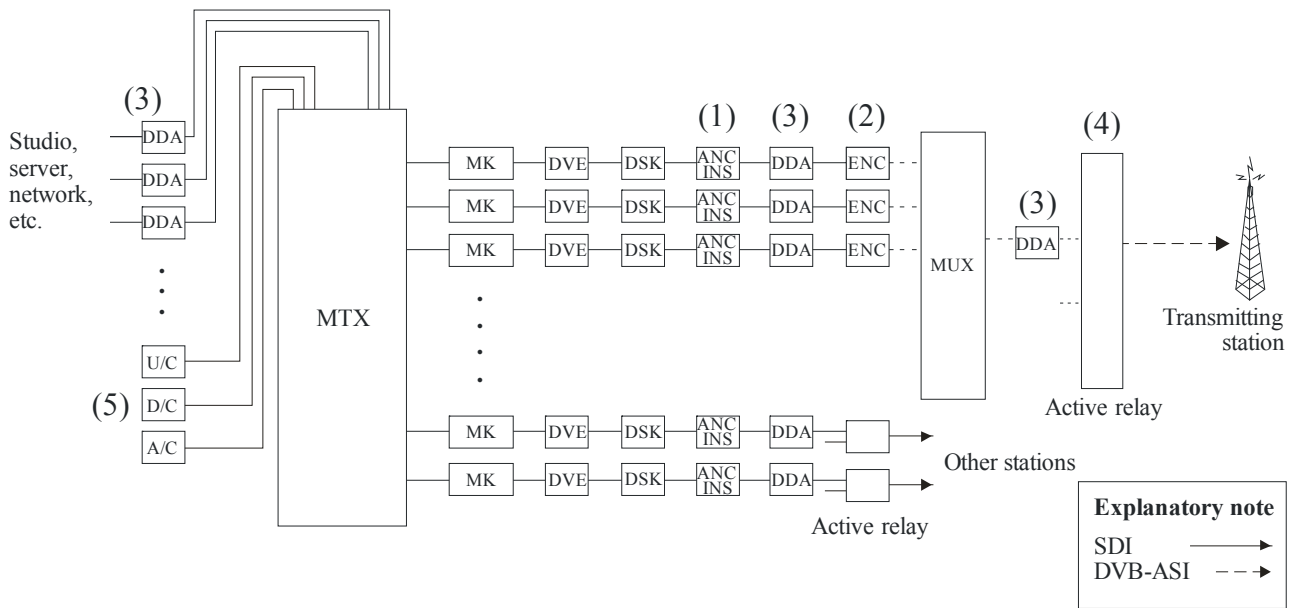 (3)
Studio,
server,
network,
etc.
DDA
DDA
DDA
U/C
(5) D/C
A/C
MTX
(1) (3) (2)
MK DVE DSK ANC INS DDA ENC
MK DVE DSK ANC INS DDA ENC
MK DVE DSK ANC INS DDA ENC
MK DVE DSK ANC INS DDA
MK DVE DSK ANC INS DDA
Active relay
Other stations
MUX
(3)
DDA
(4)
Active relay
Transmitting
station
Explanatory note
SDI
DVB-ASI